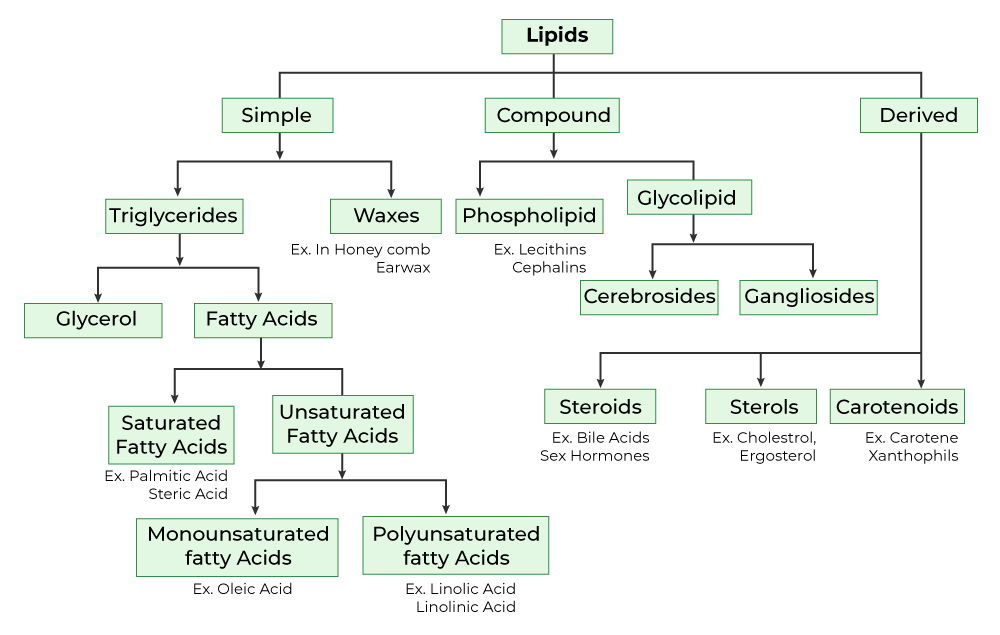 Lipids
Simple
Compound
Derived
Triglycerides
Waxes
Ex. In Honey comb
Earwax
Phospholipid
Ex. Lecithins
Cephalins
Glycolipid
Cerebrosides
Gangliosides
Glycerol
Fatty Acids
Saturated
Fatty Acids
Ex. Palmitic Acid
Steric Acid
Unsaturated
Fatty Acids
Monounsaturated
fatty Acids
Ex. Oleic Acid
Polyunsaturated
fatty Acids
Ex. Linolic Acid
Linolinic Acid
Steroids
Ex. Bile Acids
Sex Hormones
Sterols
Ex. Cholestrol,
Ergosterol
Carotenoids
Ex. Carotene
Xanthophils